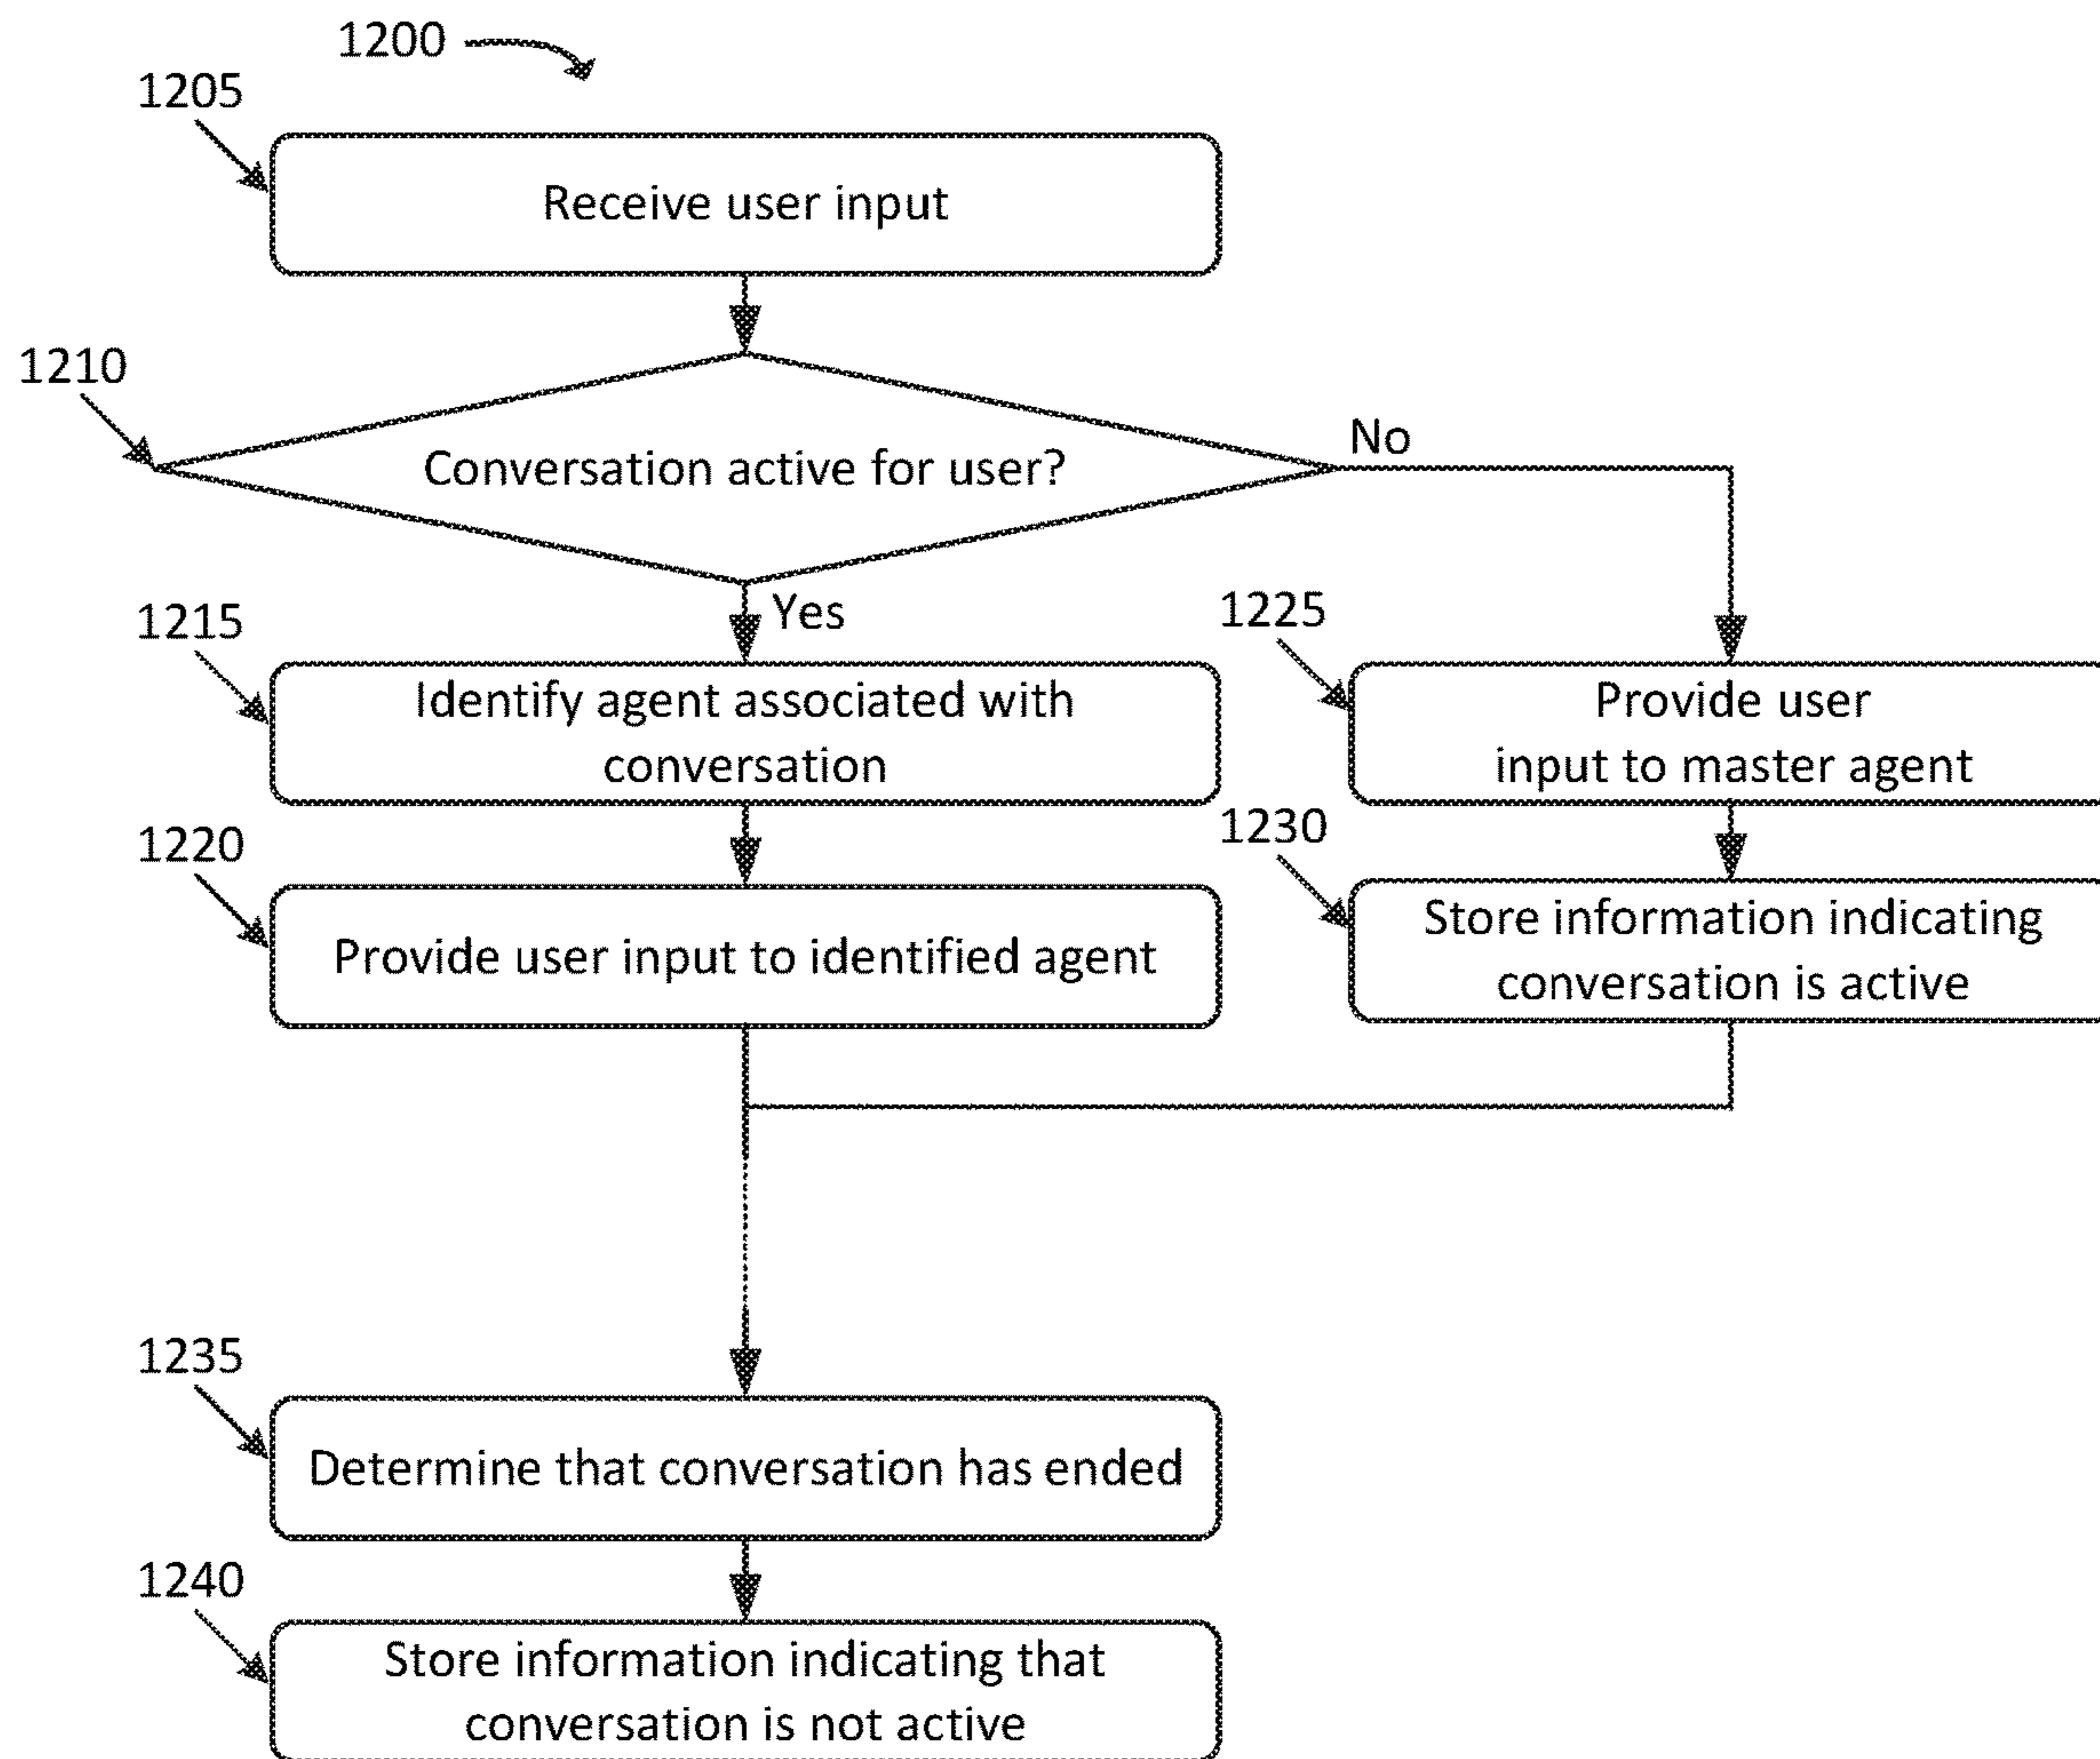 1200
1205
Receive user input
1210
Conversation active for user?
No
Yes
1215
Identify agent associated with
conversation
1225
Provide user
input to master agent
1220
Provide user input to identified agent
1230
Store information indicating
conversation is active
1235
Determine that conversation has ended
1240
Store information indicating that
conversation is not active